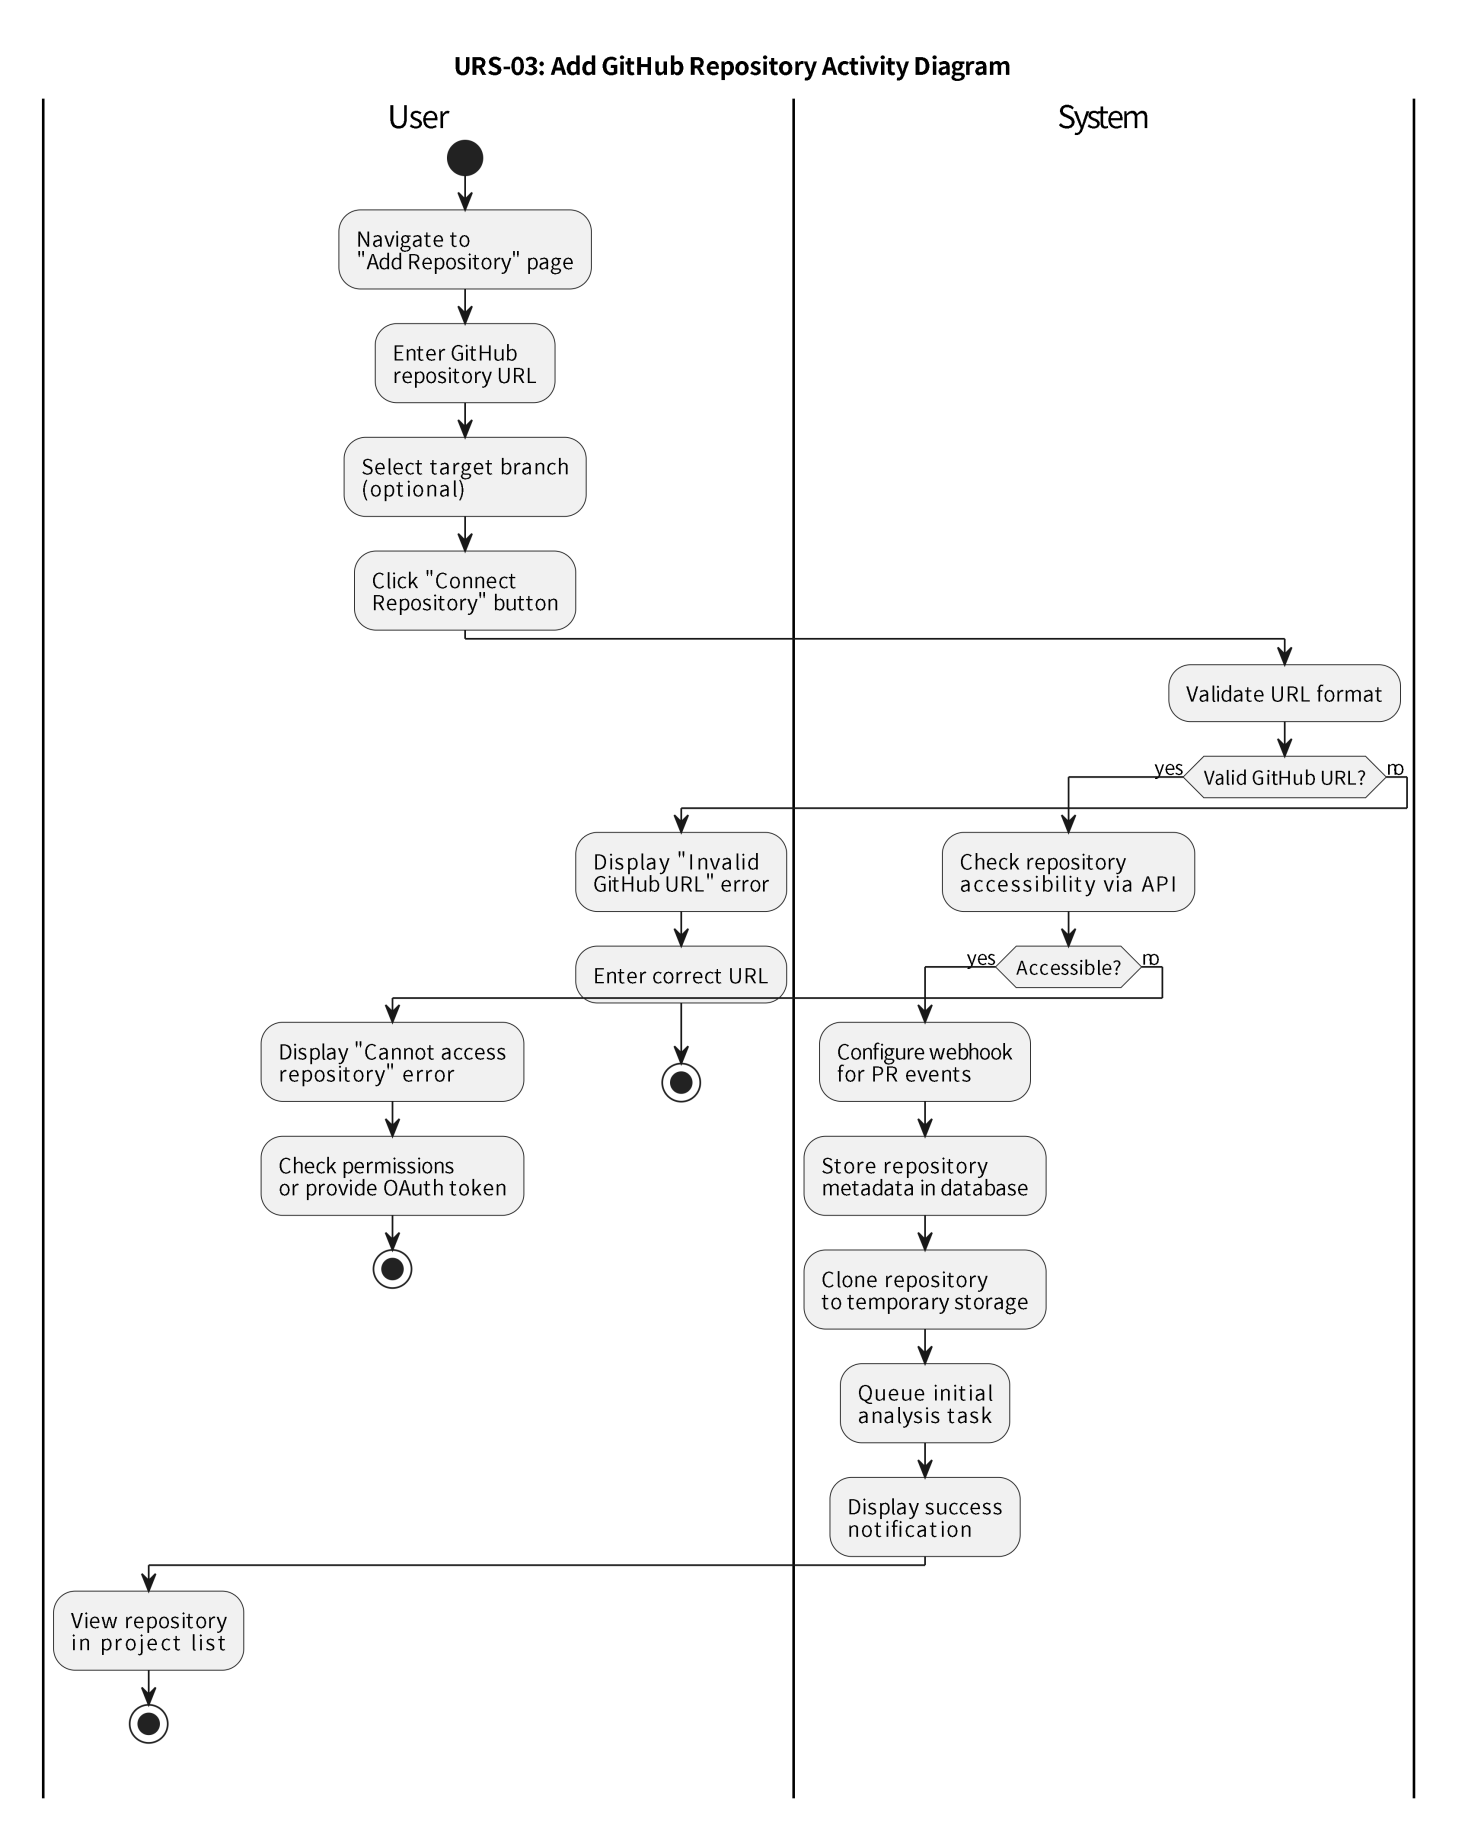 URS-03: Add GitHub Repository Activity Diagram
User
System
Navigate to
"Add Repository" page
Enter GitHub
repository URL
Select target branch
(optional)
Click "Connect
Repository" button
Validate URL format
yes
Valid GitHub URL?
no
Display "Invalid
GitHub URL" error
Check repository
accessibility via API
Enter correct URL
yes
Accessible?
no
Display "Cannot access
repository" error
Configure webhook
for PR events
Check permissions
or provide OAuth token
Store repository
metadata in database
Clone repository
to temporary storage
Queue initial
analysis task
Display success
notification
View repository
in project list